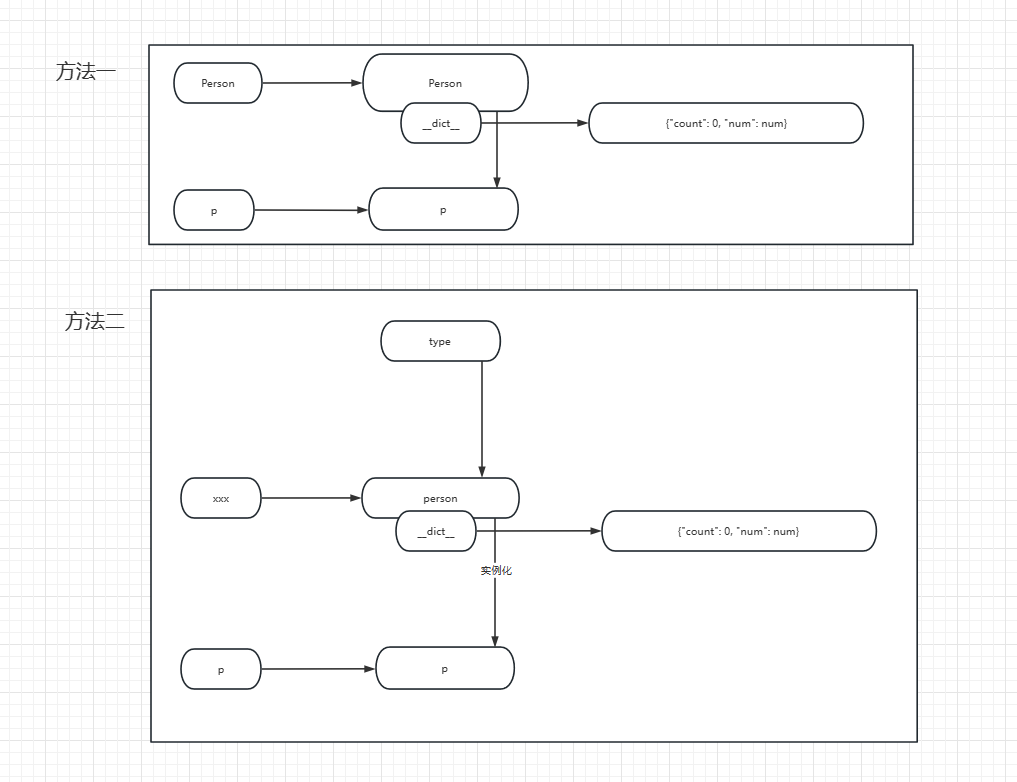 方法一
Person
Person
__dict__
{"count": 0, "num": num}
p
p
方法二
type
xxx
person
__dict__
{"count": 0, "num": num}
实例化
p
p